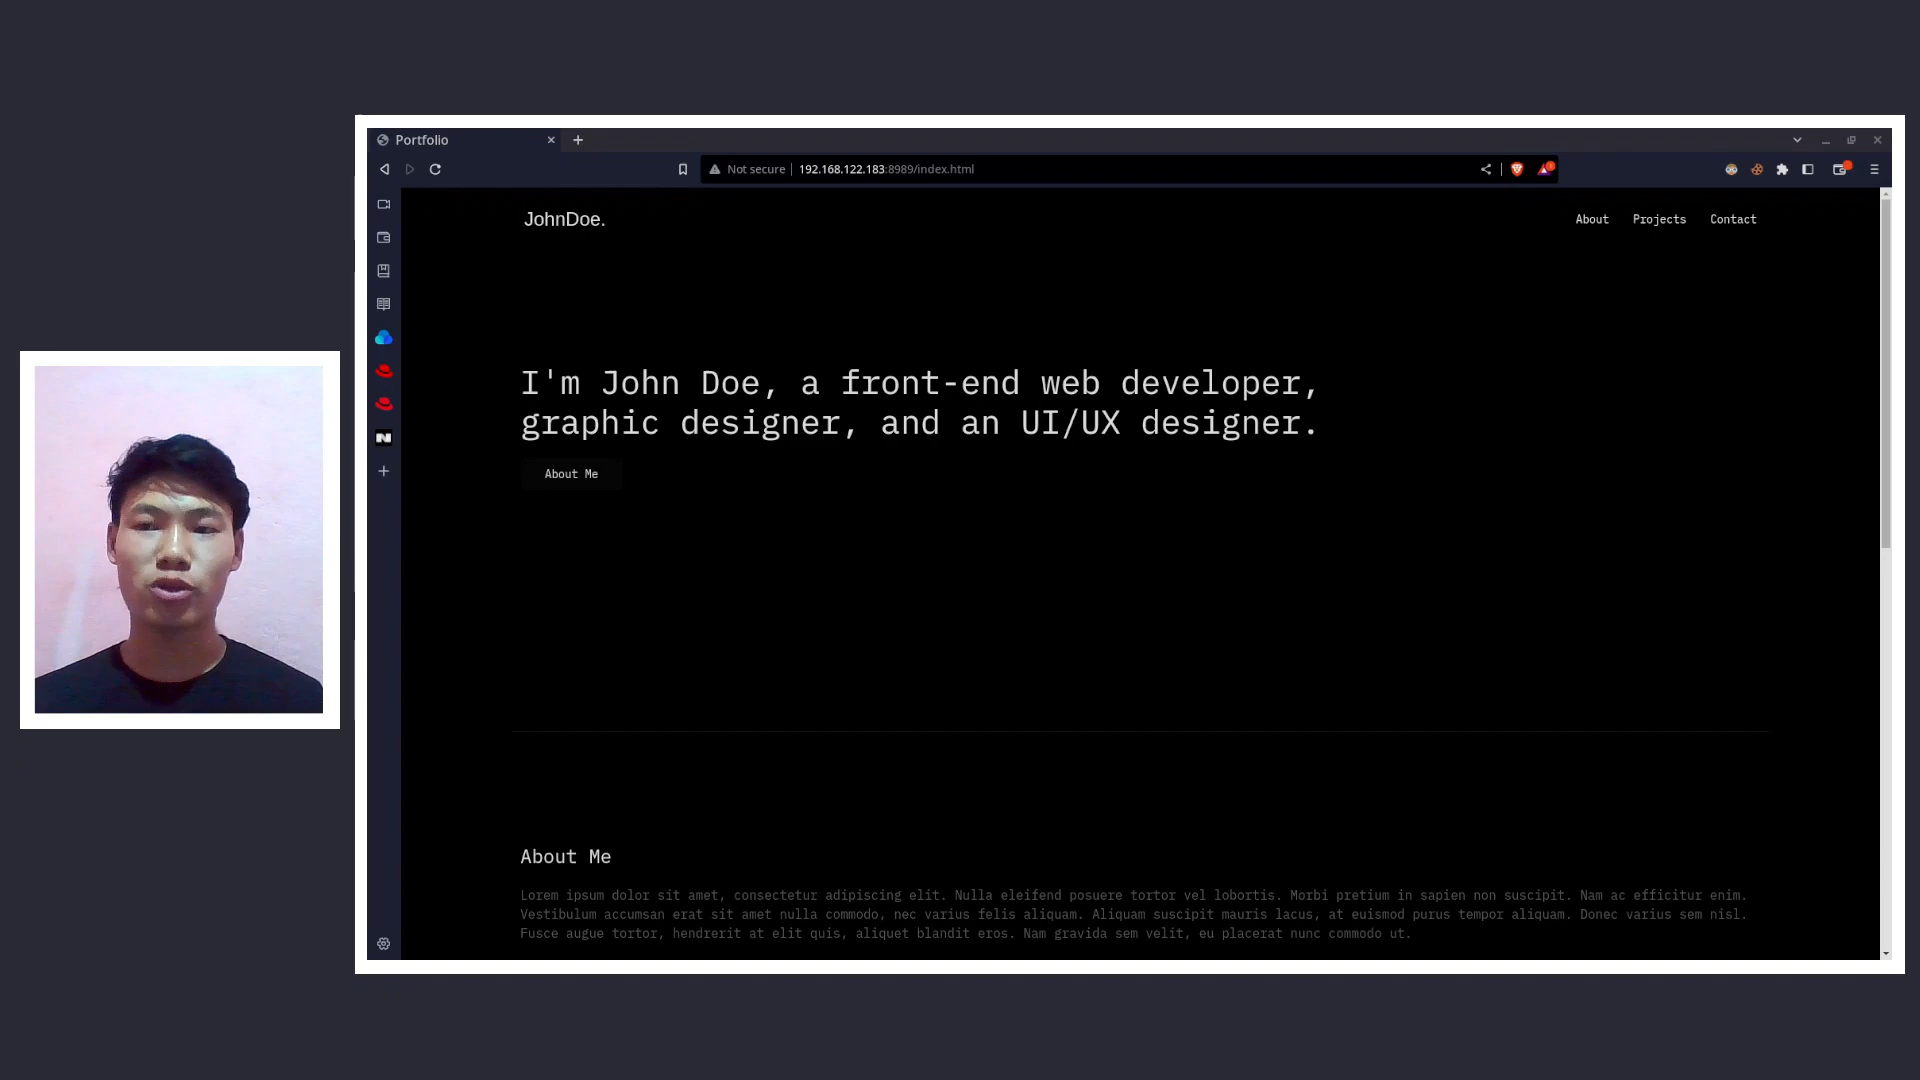 Portfolio
Not secure
192.168.122.183:8989/index.html
JohnDoe.
About
Projects
Contact
I'm John Doe, a front-end web developer,
graphic designer, and an UI/UX designer.
About Me
About Me
Lorem ipsum dolor sit amet, consectetur adipiscing elit. Nulla eleifend posuere tortor vel lobortis. Morbi pretium in sapien non suscipit. Nam ac efficitur enim.
Vestibulum accumsan erat sit amet nulla commodo, nec varius felis aliquam. Aliquam suscipit mauris lacus, at euismod purus tempor aliquam. Donec varius sem nisl.
Fusce augue tortor, hendrerit at elit quis, aliquet blandit eros. Nam gravida sem velit, eu placerat nunc commodo ut.